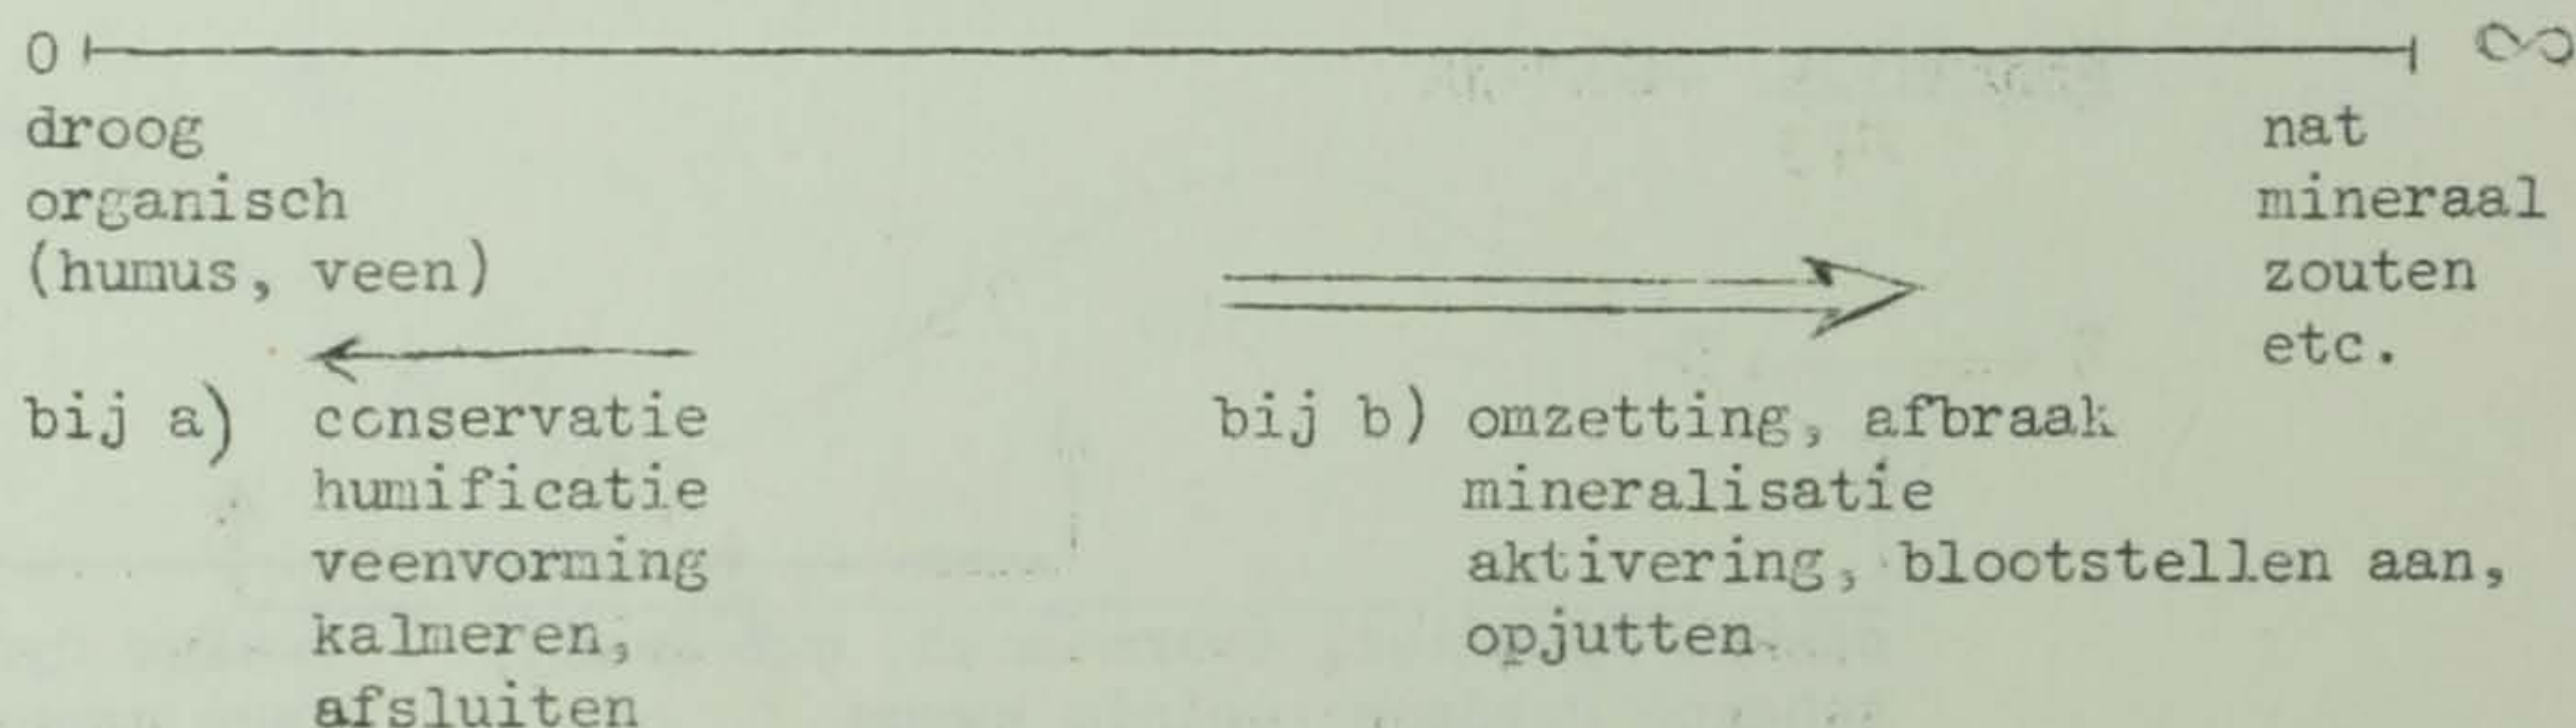 0 ∞
droog nat
organisch mineraal
(humus, veen) zouten
etc.
bij a) conservatie bij b) omzetting, afbraak
humificatie mineralisatie
veenvorming aktivering, blootstellen aan,
kalmeren, opjutten.
afsluiten